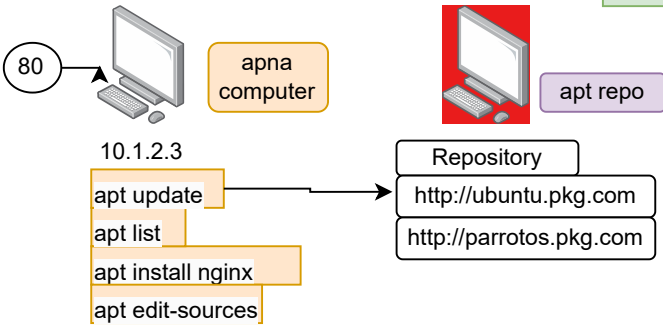 80
apna
computer
apt repo
10.1.2.3
apt update
apt list
apt install nginx
apt edit-sources
Repository
http://ubuntu.pkg.com
http://parrotos.pkg.com